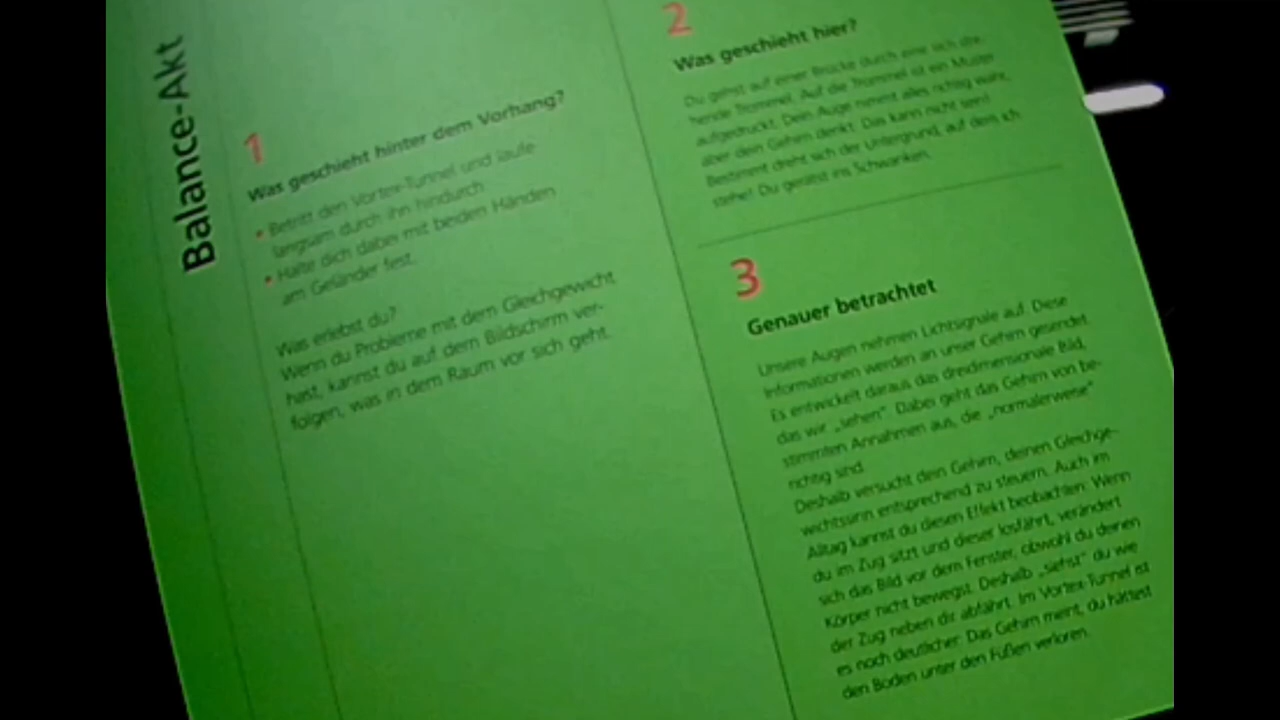 Balance-Akt
1
Was geschieht hinter dem Vorhang?
• Betritt den Vortex-Tunnel und laufe
langsam durch ihn hindurch.
• Halte dich dabei mit beiden Händen
am Geländer fest.
Was erlebst du?
Wenn du Probleme mit dem Gleichgewicht
hast, kannst du auf dem Bildschirm ver-
folgen, was in dem Raum vor sich geht.
2
Was geschieht hier?
Du gehst auf einer Brücke durch eine sich dre-
hende Trommel. Auf die Trommel ist ein Muster
aufgedruckt. Dein Auge nimmt alles richtig wahr,
aber dein Gehirn denkt: Das kann nicht sein!
Bestimmt dreht sich der Untergrund, auf dem ich
stehe! Du gerätst ins Schwanken.
3
Genauer betrachtet
Unsere Augen nehmen Lichtsignale auf. Diese
Informationen werden an unser Gehirn gesendet.
Es entwickelt daraus das dreidimensionale Bild,
das wir „sehen“. Dabei geht das Gehirn von be-
stimmten Annahmen aus, die „normalerweise“
richtig sind.
Deshalb versucht dein Gehirn, deinen Gleichge-
wichtssinn entsprechend zu steuern. Auch im
Alltag kannst du diesen Effekt beobachten: Wenn
du im Zug sitzt und dieser losfährt, verändert
sich das Bild vor dem Fenster, obwohl du deinen
Körper nicht bewegst. Deshalb „siehst“ du wie
der Zug neben dir abfährt. Im Vortex-Tunnel ist
es noch deutlicher: Das Gehirn meint, du hättest
den Boden unter den Füßen verloren.